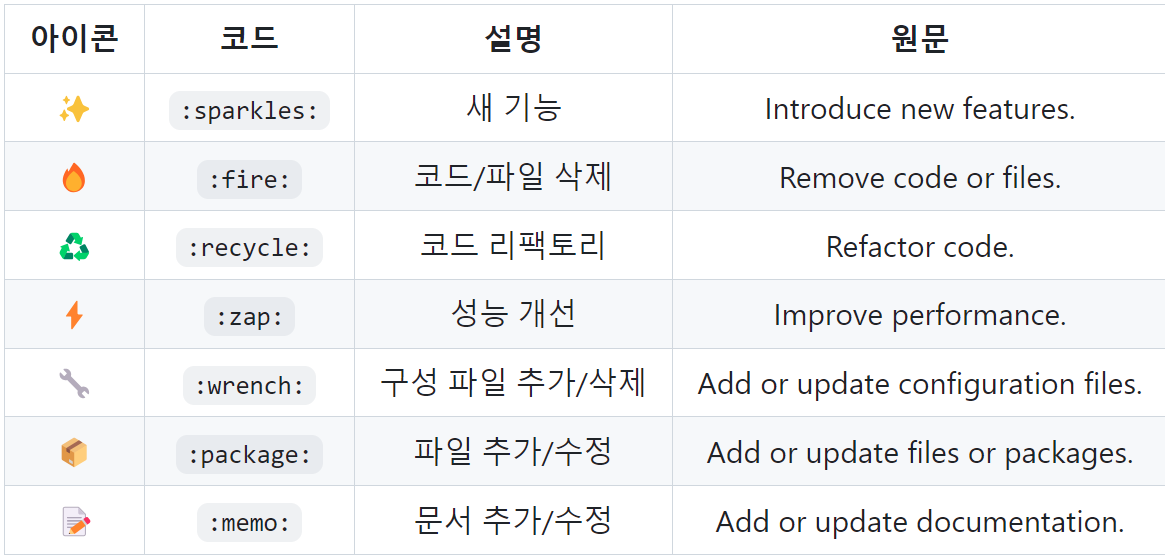 아이콘 코드 설명 원문
:sparkles: 새 기능 Introduce new features.
:fire: 코드/파일 삭제 Remove code or files.
:recycle: 코드 리팩토리 Refactor code.
:zap: 성능 개선 Improve performance.
:wrench: 구성 파일 추가/삭제 Add or update configuration files.
:package: 파일 추가/수정 Add or update files or packages.
:memo: 문서 추가/수정 Add or update documentation.